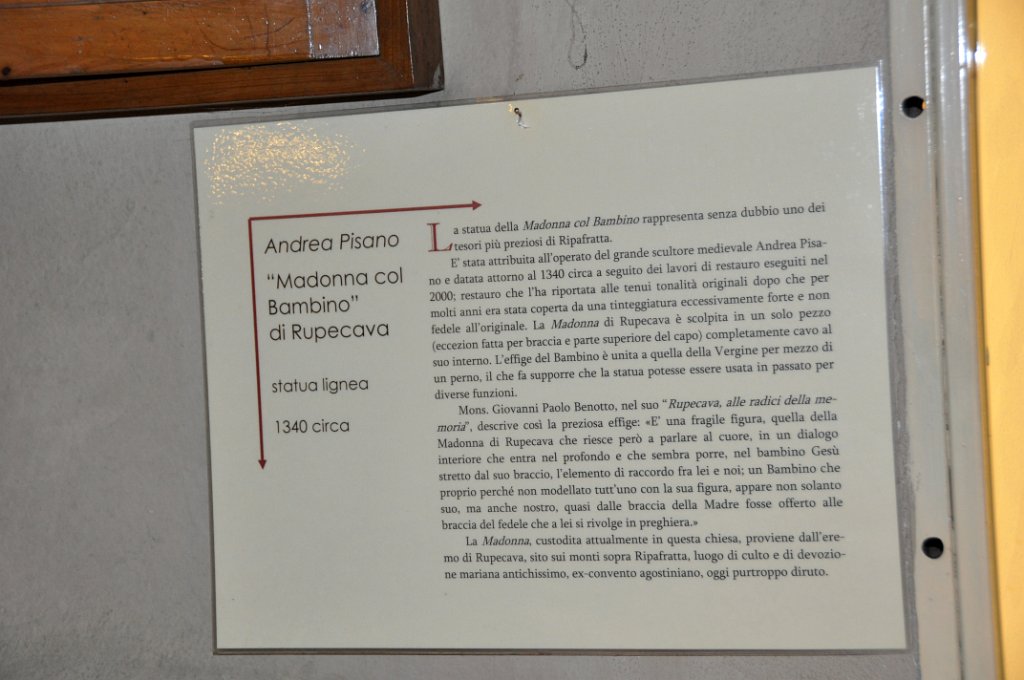 Andrea Pisano
“Madonna col
Bambino”
di Rupecava
statua lignea
1340 circa
La statua della Madonna col Bambino rappresenta senza dubbio uno dei
tesori più preziosi di Ripafratta.
E' stata attribuita all'operato del grande scultore medievale Andrea Pisa-
no e datata attorno al 1340 circa a seguito dei lavori di restauro eseguiti nel
2000; restauro che l'ha riportata alle tenui tonalità originali dopo che per
molti anni era stata coperta da una tinteggiatura eccessivamente forte e non
fedele all'originale. La Madonna di Rupecava è scolpita in un solo pezzo
(eccezion fatta per braccia e parte superiore del capo) completamente cavo al
suo interno. L'effige del Bambino è unita a quella della Vergine per mezzo di
un perno, il che fa supporre che la statua potesse essere usata in passato per
diverse funzioni.
Mons. Giovanni Paolo Benotto, nel suo “Rupecava, alle radici della me-
moria”, descrive così la preziosa effige: «E' una fragile figura, quella della
Madonna di Rupecava che riesce però a parlare al cuore, in un dialogo
interiore che entra nel profondo e che sembra porre, nel bambino Gesù
stretto dal suo braccio, l'elemento di raccordo fra lei e noi; un Bambino che
proprio perché non modellato tutt'uno con la sua figura, appare non solanto
suo, ma anche nostro, quasi dalle braccia della Madre fosse offerto alle
braccia del fedele che a lei si rivolge in preghiera.»
La Madonna, custodita attualmente in questa chiesa, proviene dall'ere-
mo di Rupecava, sito sui monti sopra Ripafratta, luogo di culto e di devozio-
ne mariana antichissimo, ex-convento agostiniano, oggi purtroppo diruto.